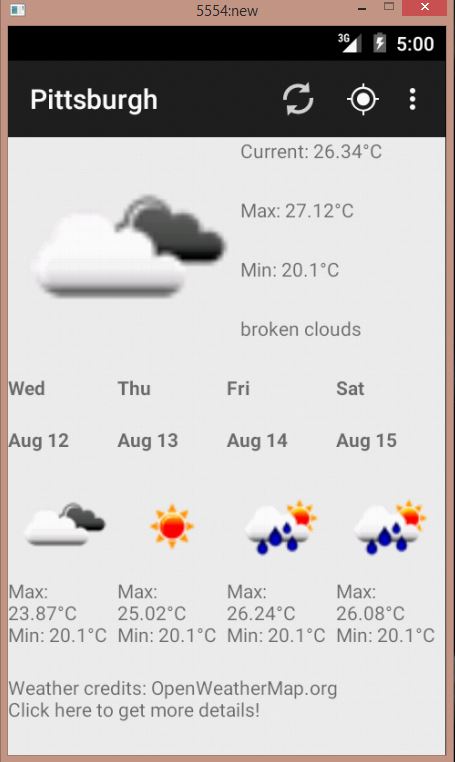 5554:new
3G 5:00
Pittsburgh
Current: 26.34°C
Max: 27.12°C
Min: 20.1°C
broken clouds
Wed Thu Fri Sat
Aug 12 Aug 13 Aug 14 Aug 15
Max: Max: Max: Max:
23.87°C 25.02°C 26.24°C 26.08°C
Min: 20.1°C Min: 20.1°C Min: 20.1°C Min: 20.1°C
Weather credits: OpenWeatherMap.org
Click here to get more details!